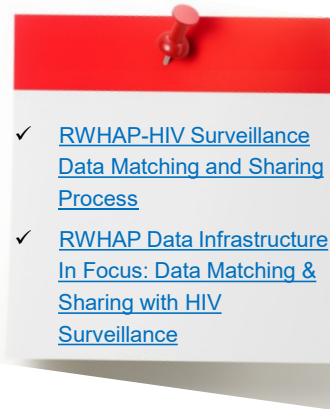 ✓ RWHAP-HIV Surveillance
Data Matching and Sharing
Process
✓ RWHAP Data Infrastructure
In Focus: Data Matching &
Sharing with HIV
Surveillance